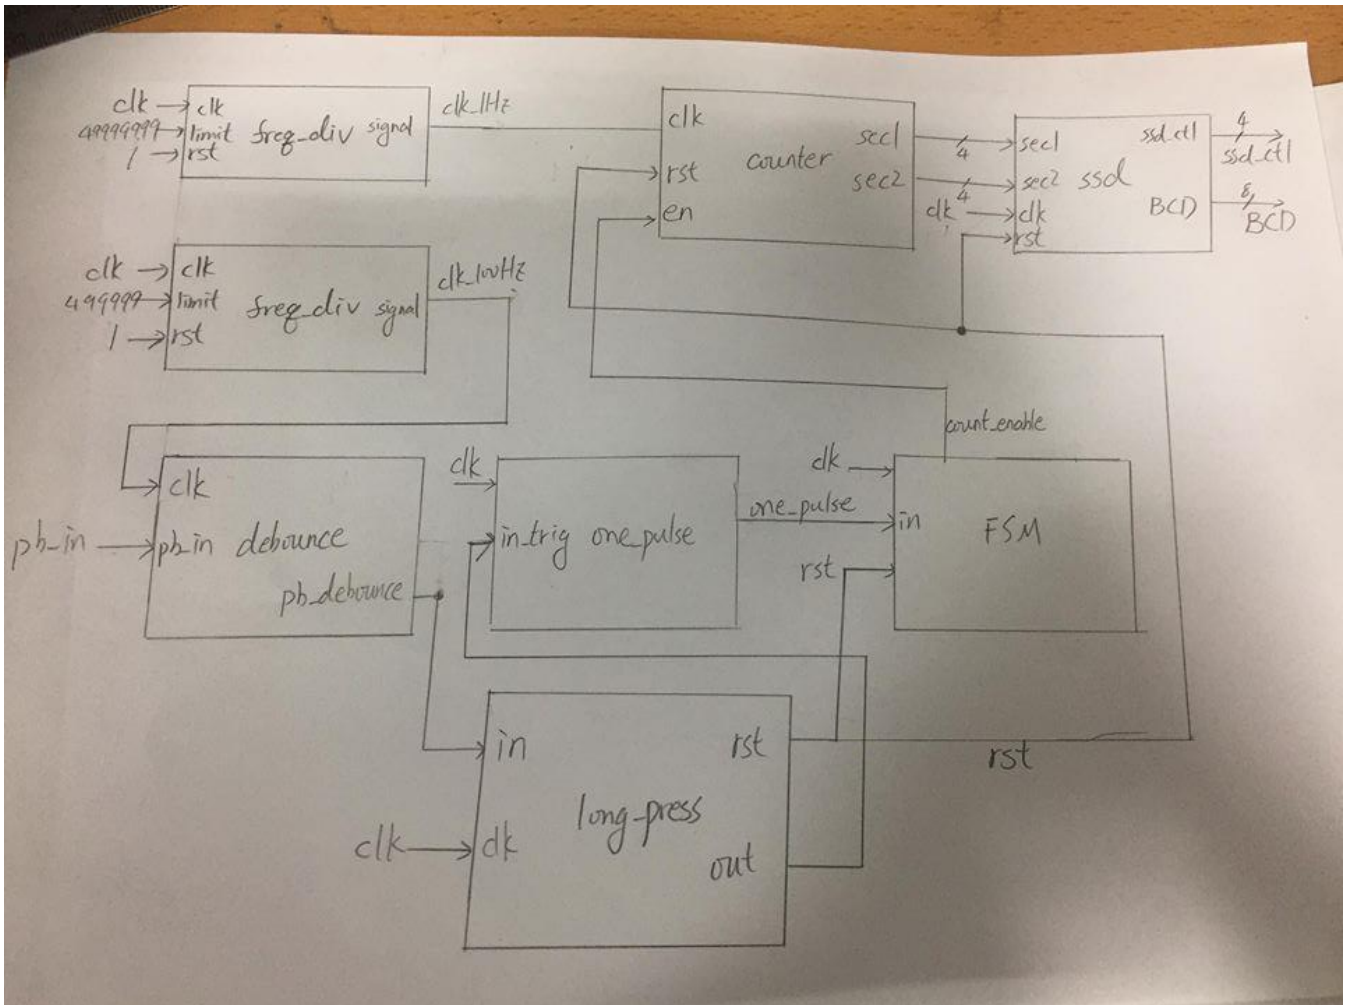 clk clk
49999999 limit freq_div signal
1 rst
clk_1Hz
clk
rst counter
en
sec1
sec2
4
4
sec1
sec2 ssd
clk clk
rst
ssd_ctl
BCD
4
ssd_ctl
8
BCD
clk clk
499999 limit freq_div signal
1 rst
clk_100Hz
clk
pb_in pb_in debounce
pb_debounce
clk
in_trig one_pulse
one_pulse
count_enable
clk
in FSM
rst
in rst
long_press
clk clk
out
rst